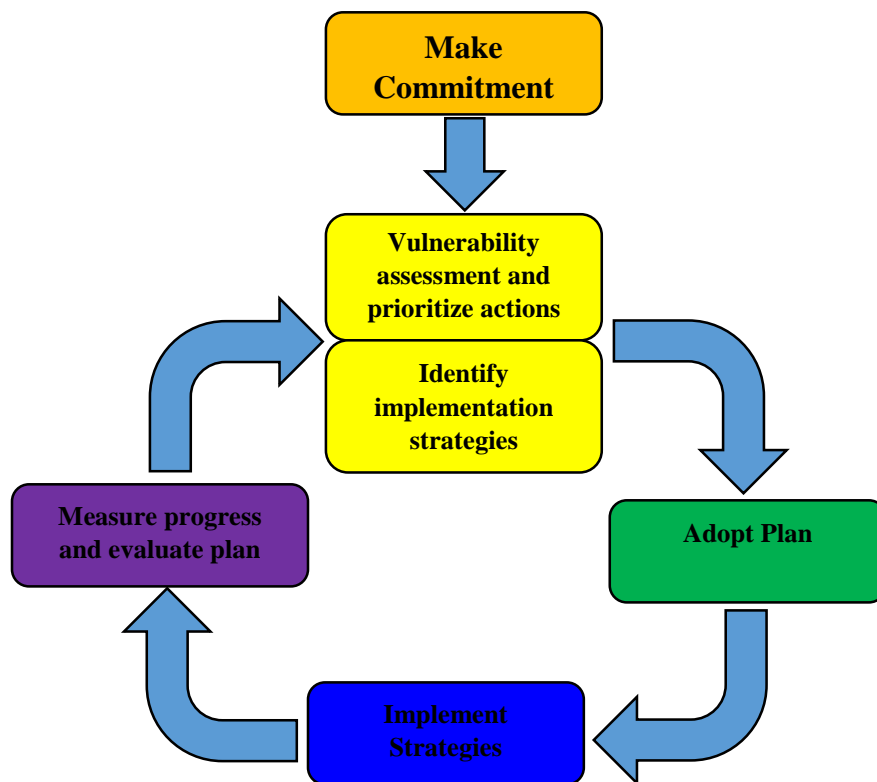 Make
Commitment
Vulnerability
assessment and
prioritize actions
Identify
implementation
strategies
Measure progress
and evaluate plan
Adopt Plan
Implement
Strategies